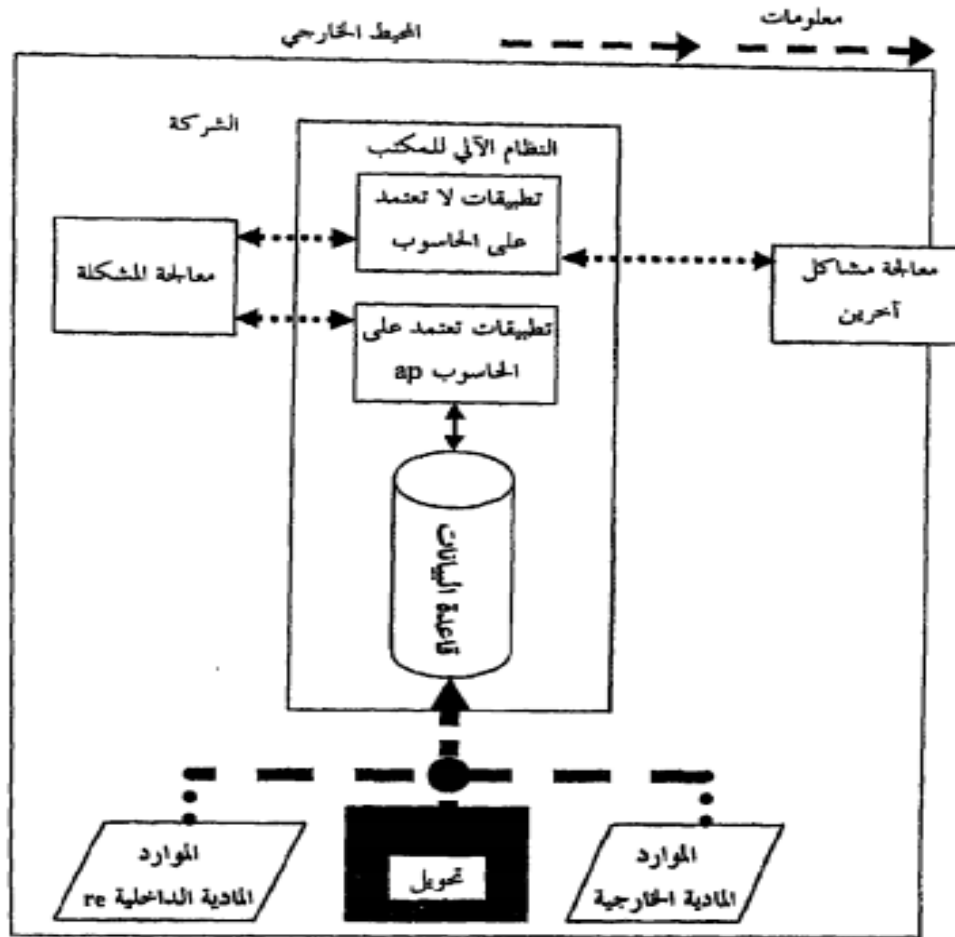 معلومات
المحيط الخارجي
الشركة
النظام الآلي للمكتب
تطبيقات لا تعتمد
على الحاسوب
معالجة المشكلة
معالجة مشاكل
آخرين
تطبيقات تعتمد على
الحاسوب ap
قاعدة البيانات
الموارد
المادية الخارجية
تحويل
الموارد
المادية الداخلية re